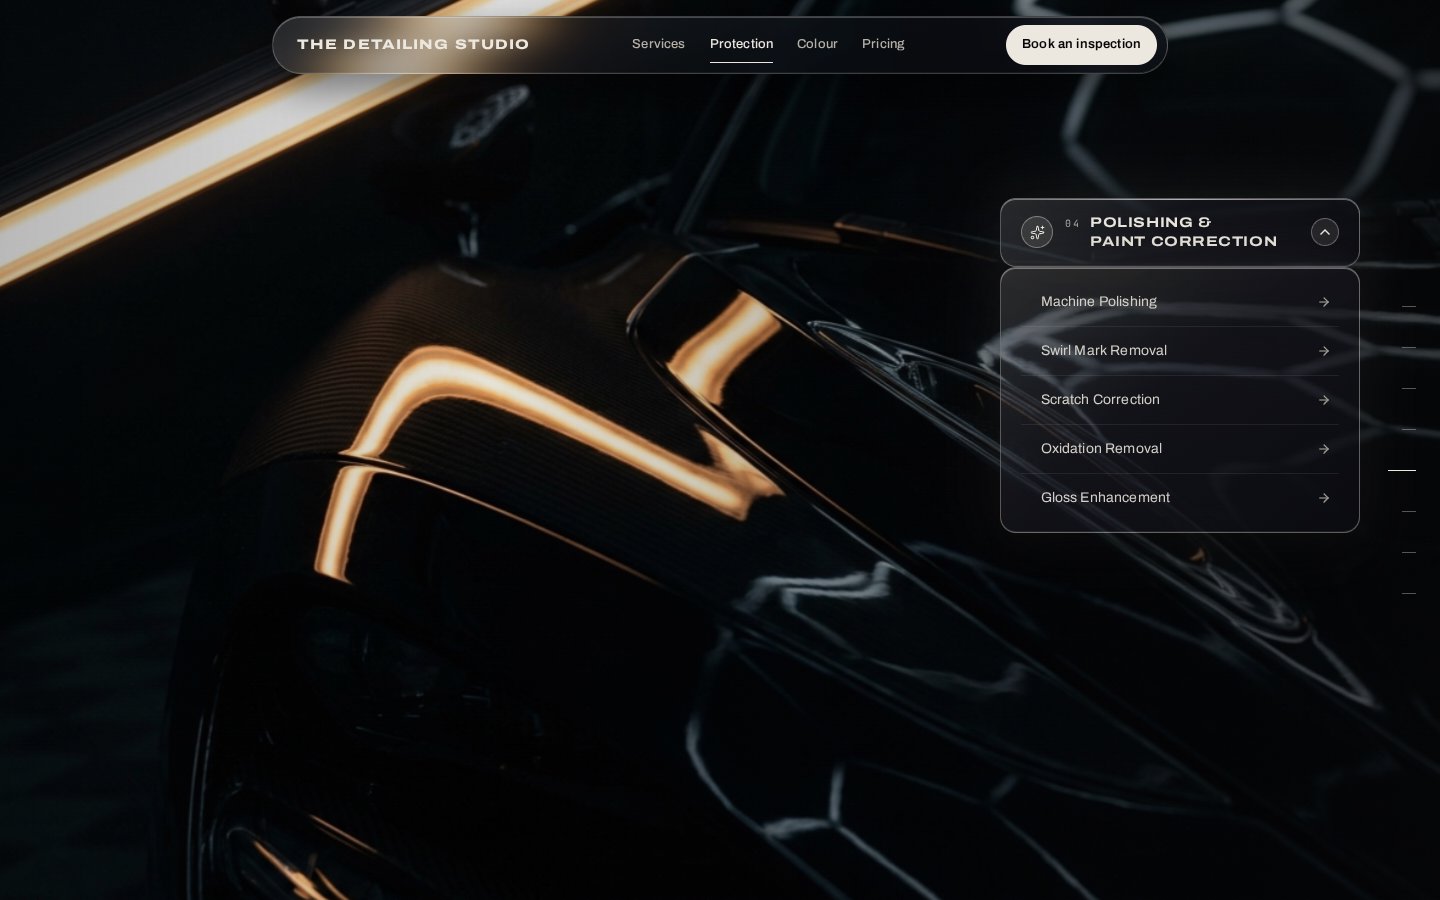 THE DETAILING STUDIO
Services
Protection
Colour
Pricing
Book an inspection
04
POLISHING &
PAINT CORRECTION
Machine Polishing
Swirl Mark Removal
Scratch Correction
Oxidation Removal
Gloss Enhancement